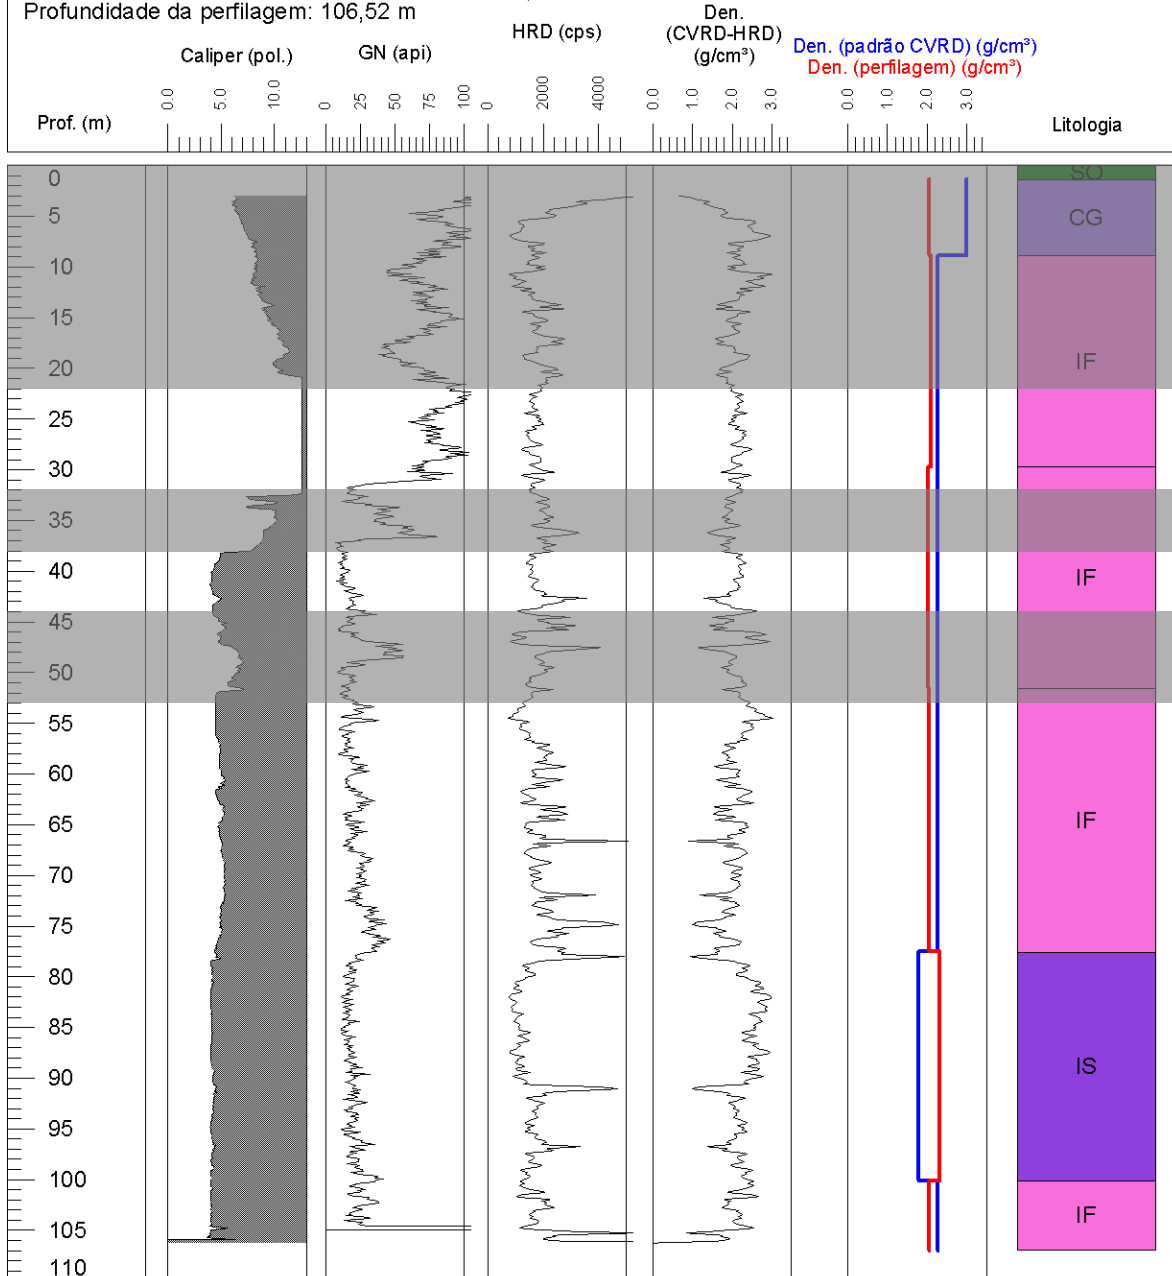 Profundidade da perfilagem: 106,52 m
Caliper (pol.)
GN (api)
HRD (cps)
Den.
(CVRD-HRD)
(g/cm³)
Den. (padrão CVRD) (g/cm³)
Den. (perfilagem) (g/cm³)
Prof. (m)
0.0 5.0 10.0
0 25 50 75 100
0 2000 4000
0.0 1.0 2.0 3.0
0.0 1.0 2.0 3.0
Litologia
0
SO
5
CG
10
15
20
IF
25
30
35
40
IF
45
50
55
60
65
IF
70
75
80
85
90
IS
95
100
105
IF
110